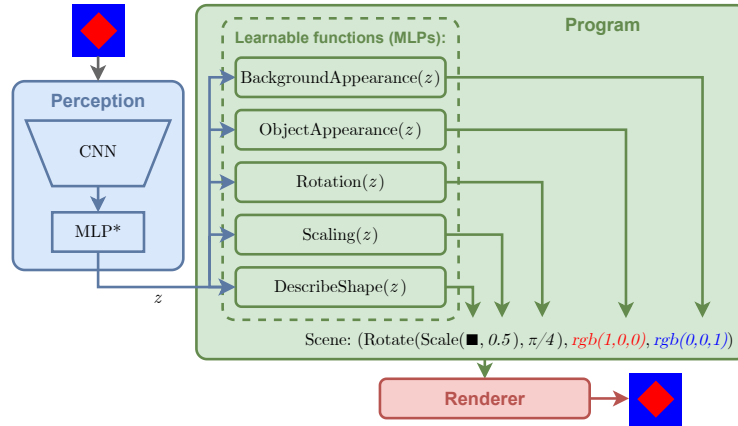 Program
Learnable functions (MLPs):
Perception
CNN
MLP*
z
BackgroundAppearance(z)
ObjectAppearance(z)
Rotation(z)
Scaling(z)
DescribeShape(z)
Scene: (Rotate(Scale(■, 0.5), π/4), rgb(1,0,0), rgb(0,0,1))
Renderer